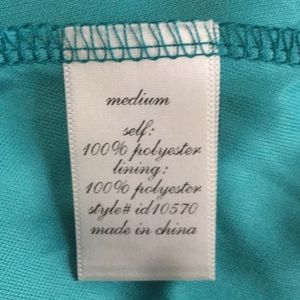 medium
self:
100% polyester
lining:
100% polyester
style# id10570
made in china